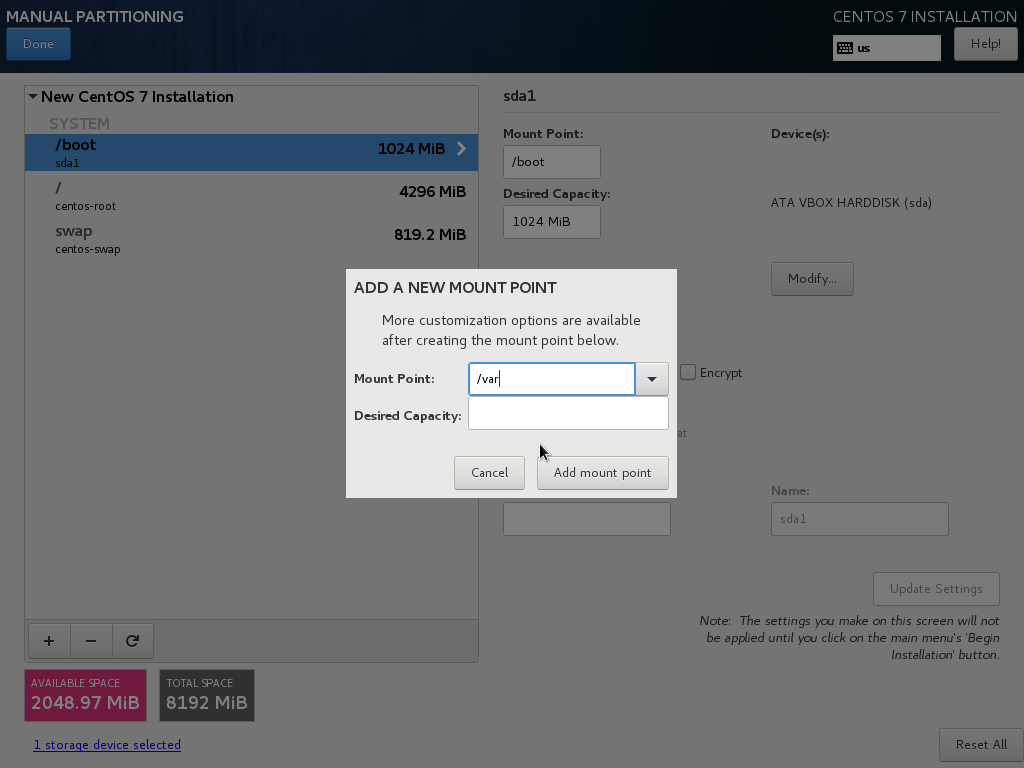 MANUAL PARTITIONING
CENTOS 7 INSTALLATION
Done
us
Help!
New CentOS 7 Installation
SYSTEM
/boot
sda1
1024 MiB
/
centos-root
4296 MiB
swap
centos-swap
819.2 MiB
sda1
Mount Point:
/boot
Desired Capacity:
1024 MiB
Device(s):
ATA VBOX HARDDISK (sda)
Modify...
Encrypt
at
ADD A NEW MOUNT POINT
More customization options are available
after creating the mount point below.
Mount Point:
/var
Desired Capacity:
Cancel
Add mount point
Name:
sda1
Update Settings
Note: The settings you make on this screen will not
be applied until you click on the main menu's 'Begin
Installation' button.
+
−
AVAILABLE SPACE
2048.97 MiB
TOTAL SPACE
8192 MiB
1 storage device selected
Reset All